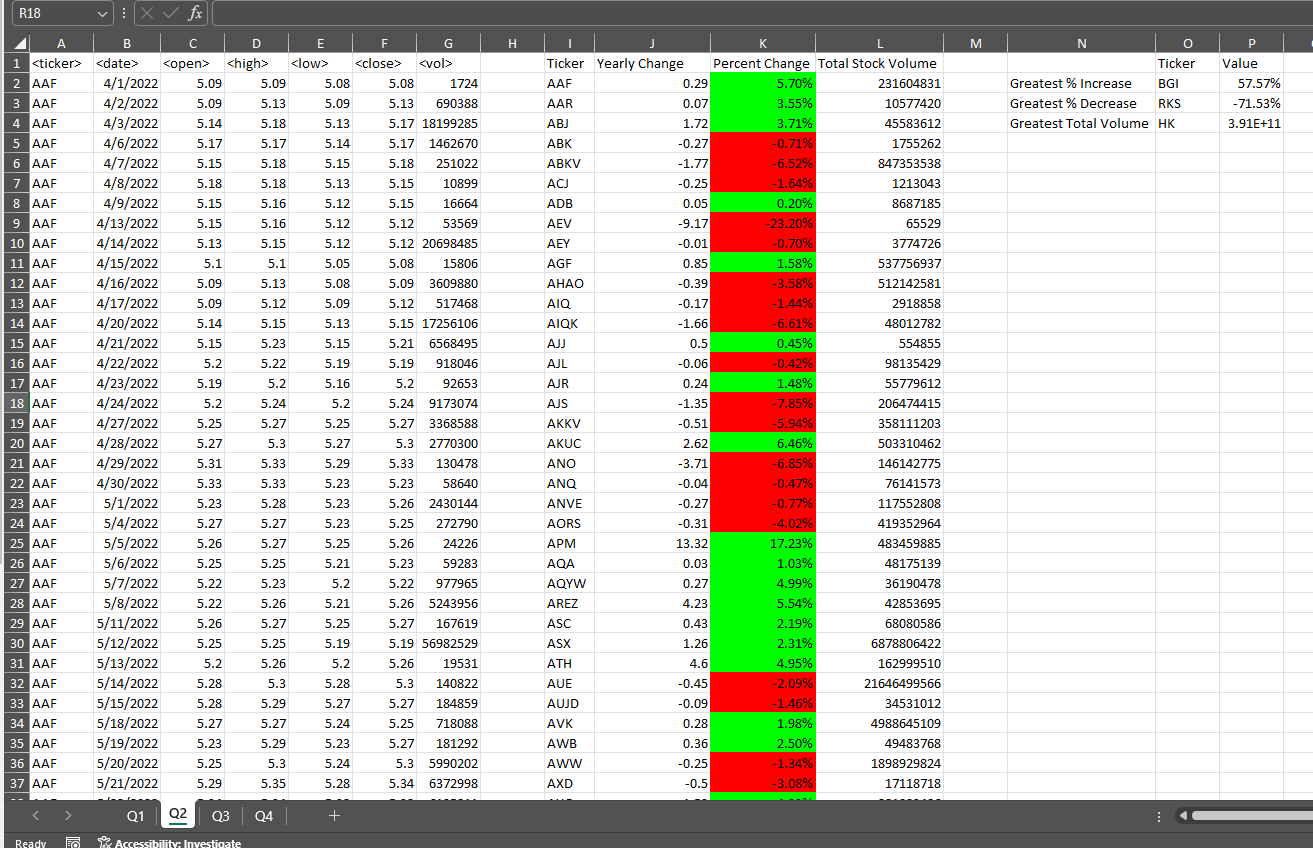 R18 fx
A B C D E F G H I J K L M N O P
1 <ticker> <date> <open> <high> <low> <close> <vol> Ticker Yearly Change Percent Change Total Stock Volume Ticker Value
2 AAF 4/1/2022 5.09 5.09 5.08 5.08 1724 AAF 0.29 5.70% 231604831 Greatest % Increase BGI 57.57%
3 AAF 4/2/2022 5.09 5.13 5.09 5.13 690388 AAR 0.07 3.55% 10577420 Greatest % Decrease RKS -71.53%
4 AAF 4/3/2022 5.14 5.18 5.13 5.17 18199285 ABJ 1.72 3.71% 45583612 Greatest Total Volume HK 3.91E+11
5 AAF 4/6/2022 5.17 5.17 5.14 5.17 1462670 ABK -0.27 -0.71% 1755262
6 AAF 4/7/2022 5.15 5.18 5.15 5.18 251022 ABKV -1.77 -6.52% 847353538
7 AAF 4/8/2022 5.18 5.18 5.13 5.15 10899 ACJ -0.25 -1.64% 1213043
8 AAF 4/9/2022 5.15 5.16 5.12 5.15 16664 ADB 0.05 0.20% 8687185
9 AAF 4/13/2022 5.15 5.16 5.12 5.12 53569 AEV -9.17 -23.20% 65529
10 AAF 4/14/2022 5.13 5.15 5.12 5.12 20698485 AEY -0.01 -0.70% 3774726
11 AAF 4/15/2022 5.1 5.1 5.05 5.08 15806 AGF 0.85 1.58% 537756937
12 AAF 4/16/2022 5.09 5.13 5.08 5.09 3609880 AHAO -0.39 -3.58% 512142581
13 AAF 4/17/2022 5.09 5.12 5.09 5.12 517468 AIQ -0.17 -1.44% 2918858
14 AAF 4/20/2022 5.14 5.15 5.13 5.15 17256106 AIQK -1.66 -6.61% 48012782
15 AAF 4/21/2022 5.15 5.23 5.15 5.21 6568495 AJJ 0.5 0.45% 554855
16 AAF 4/22/2022 5.2 5.22 5.19 5.19 918046 AJL -0.06 -0.42% 98135429
17 AAF 4/23/2022 5.19 5.2 5.16 5.2 92653 AJR 0.24 1.48% 55779612
18 AAF 4/24/2022 5.2 5.24 5.2 5.24 9173074 AJS -1.35 -7.85% 206474415
19 AAF 4/27/2022 5.25 5.27 5.25 5.27 3368588 AKKV -0.51 -5.94% 358111203
20 AAF 4/28/2022 5.27 5.3 5.27 5.3 2770300 AKUC 2.62 6.46% 503310462
21 AAF 4/29/2022 5.31 5.33 5.29 5.33 130478 ANO -3.71 -6.85% 146142775
22 AAF 4/30/2022 5.33 5.33 5.23 5.23 58640 ANQ -0.04 -0.47% 76141573
23 AAF 5/1/2022 5.23 5.28 5.23 5.26 2430144 ANVE -0.27 -0.77% 117552808
24 AAF 5/4/2022 5.27 5.27 5.23 5.25 272790 AORS -0.31 -4.02% 419352964
25 AAF 5/5/2022 5.26 5.27 5.25 5.26 24226 APM 13.32 17.23% 483459885
26 AAF 5/6/2022 5.25 5.25 5.21 5.23 59283 AQA 0.03 1.03% 48175139
27 AAF 5/7/2022 5.22 5.23 5.2 5.22 977965 AQYW 0.27 4.99% 36190478
28 AAF 5/8/2022 5.22 5.26 5.21 5.26 5243956 AREZ 4.23 5.54% 42853695
29 AAF 5/11/2022 5.26 5.27 5.25 5.27 167619 ASC 0.43 2.19% 68080586
30 AAF 5/12/2022 5.25 5.25 5.19 5.19 56982529 ASX 1.26 2.31% 6878806422
31 AAF 5/13/2022 5.2 5.26 5.2 5.26 19531 ATH 4.6 4.95% 162999510
32 AAF 5/14/2022 5.28 5.3 5.28 5.3 140822 AUE -0.45 -2.09% 21646499566
33 AAF 5/15/2022 5.28 5.29 5.27 5.27 184859 AUJD -0.09 -1.46% 34531012
34 AAF 5/18/2022 5.27 5.27 5.24 5.25 718088 AVK 0.28 1.98% 4988645109
35 AAF 5/19/2022 5.23 5.29 5.23 5.27 181292 AWB 0.36 2.50% 49483768
36 AAF 5/20/2022 5.25 5.3 5.24 5.3 5990202 AWW -0.25 -1.34% 1898929824
37 AAF 5/21/2022 5.29 5.35 5.28 5.34 6372998 AXD -0.5 -3.08% 17118718
Q1 Q2 Q3 Q4
Ready Accessibility: Investigate